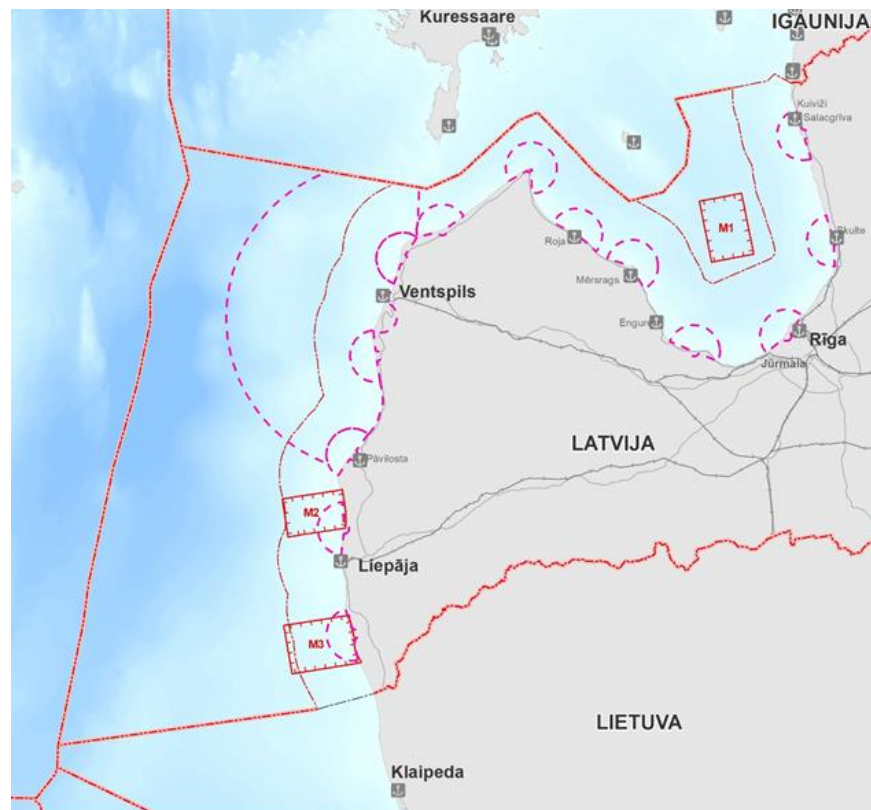 Kuressaare
IGAUNIJA
Kuiviži
Salacgrīva
M1
Roja
Skulte
Mērsrags
Ventspils
Engure
Rīga
Jūrmala
LATVIJA
Pāvilosta
M2
Liepāja
M3
LIETUVA
Klaipeda